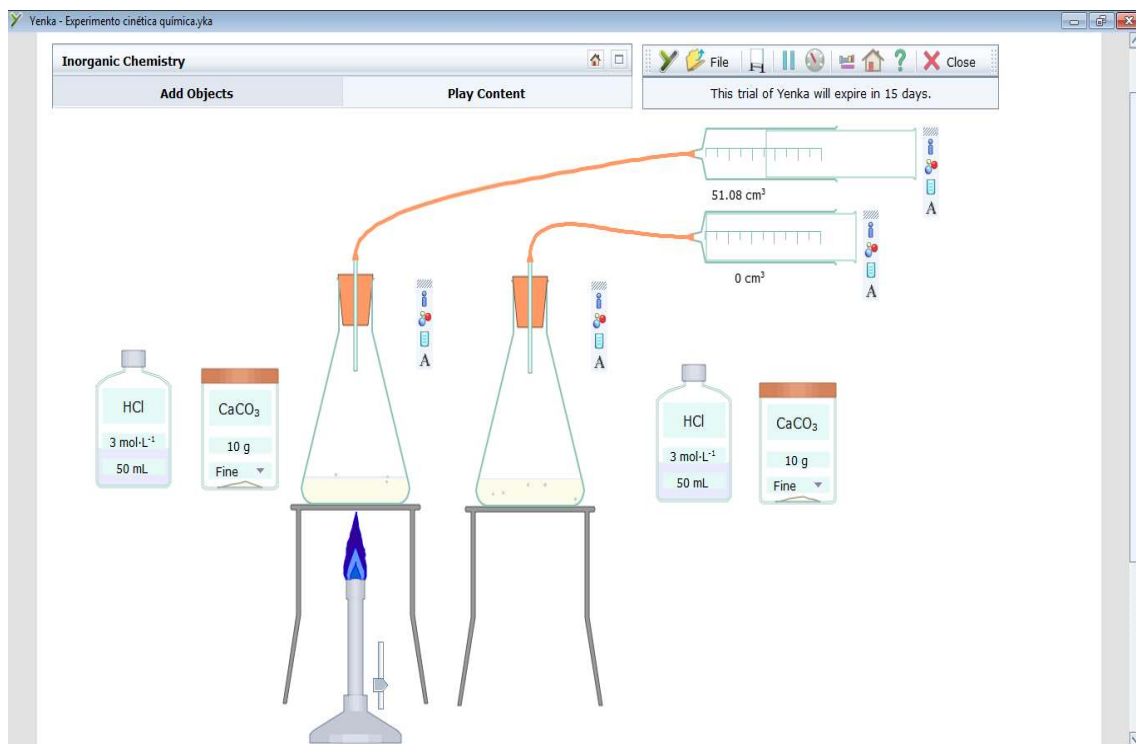 Yenka - Experimento cinética química.yka
Inorganic Chemistry
Add Objects
Play Content
File
Close
This trial of Yenka will expire in 15 days.
51.08 cm³
A
0 cm³
A
A
A
HCl
3 mol·L⁻¹
50 mL
CaCO₃
10 g
Fine
HCl
3 mol·L⁻¹
50 mL
CaCO₃
10 g
Fine